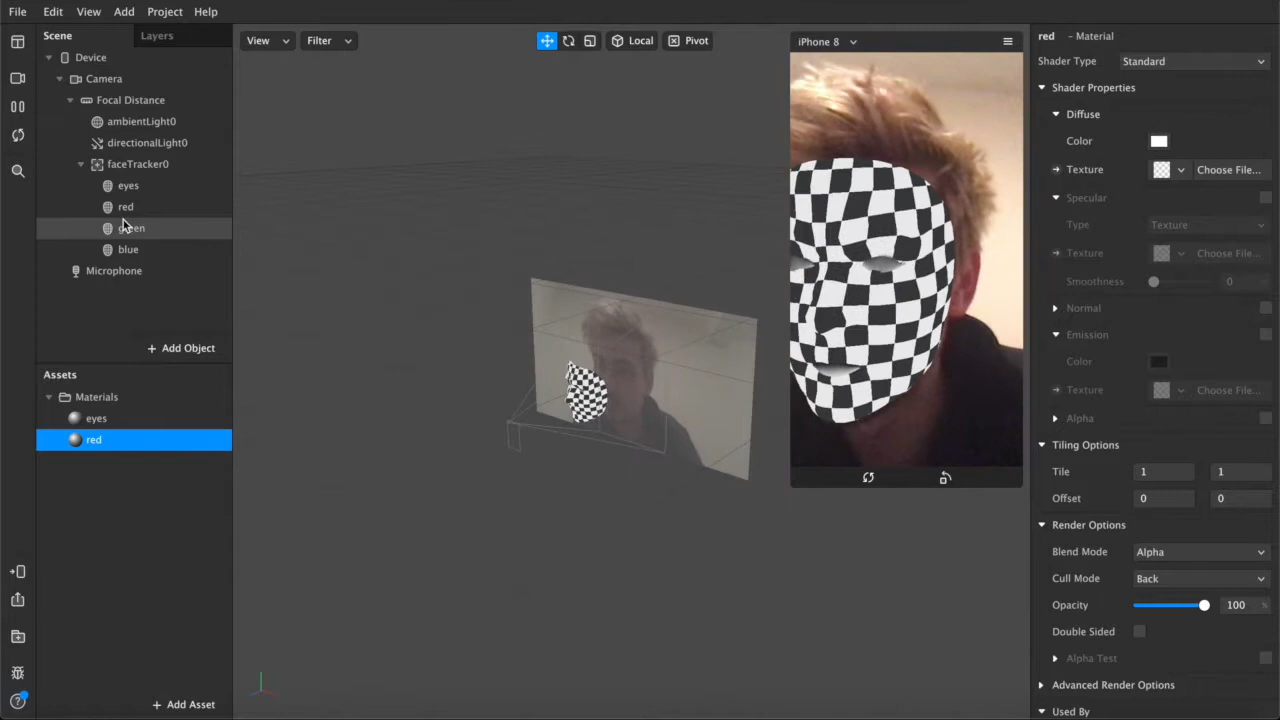 File Edit View Add Project Help
Scene Layers
Device
Camera
Focal Distance
ambientLight0
directionalLight0
faceTracker0
eyes
red
green
blue
Microphone
+ Add Object
Assets
Materials
eyes
red
+ Add Asset
View Filter Local Pivot
iPhone 8
red - Material
Shader Type Standard
Shader Properties
Diffuse
Color
Texture Choose File...
Specular
Type Texture
Texture Choose File...
Smoothness 0
Normal
Emission
Color
Texture Choose File...
Alpha
Tiling Options
Tile 1 1
Offset 0 0
Render Options
Blend Mode Alpha
Cull Mode Back
Opacity 100 %
Double Sided
Alpha Test
Advanced Render Options
Used By